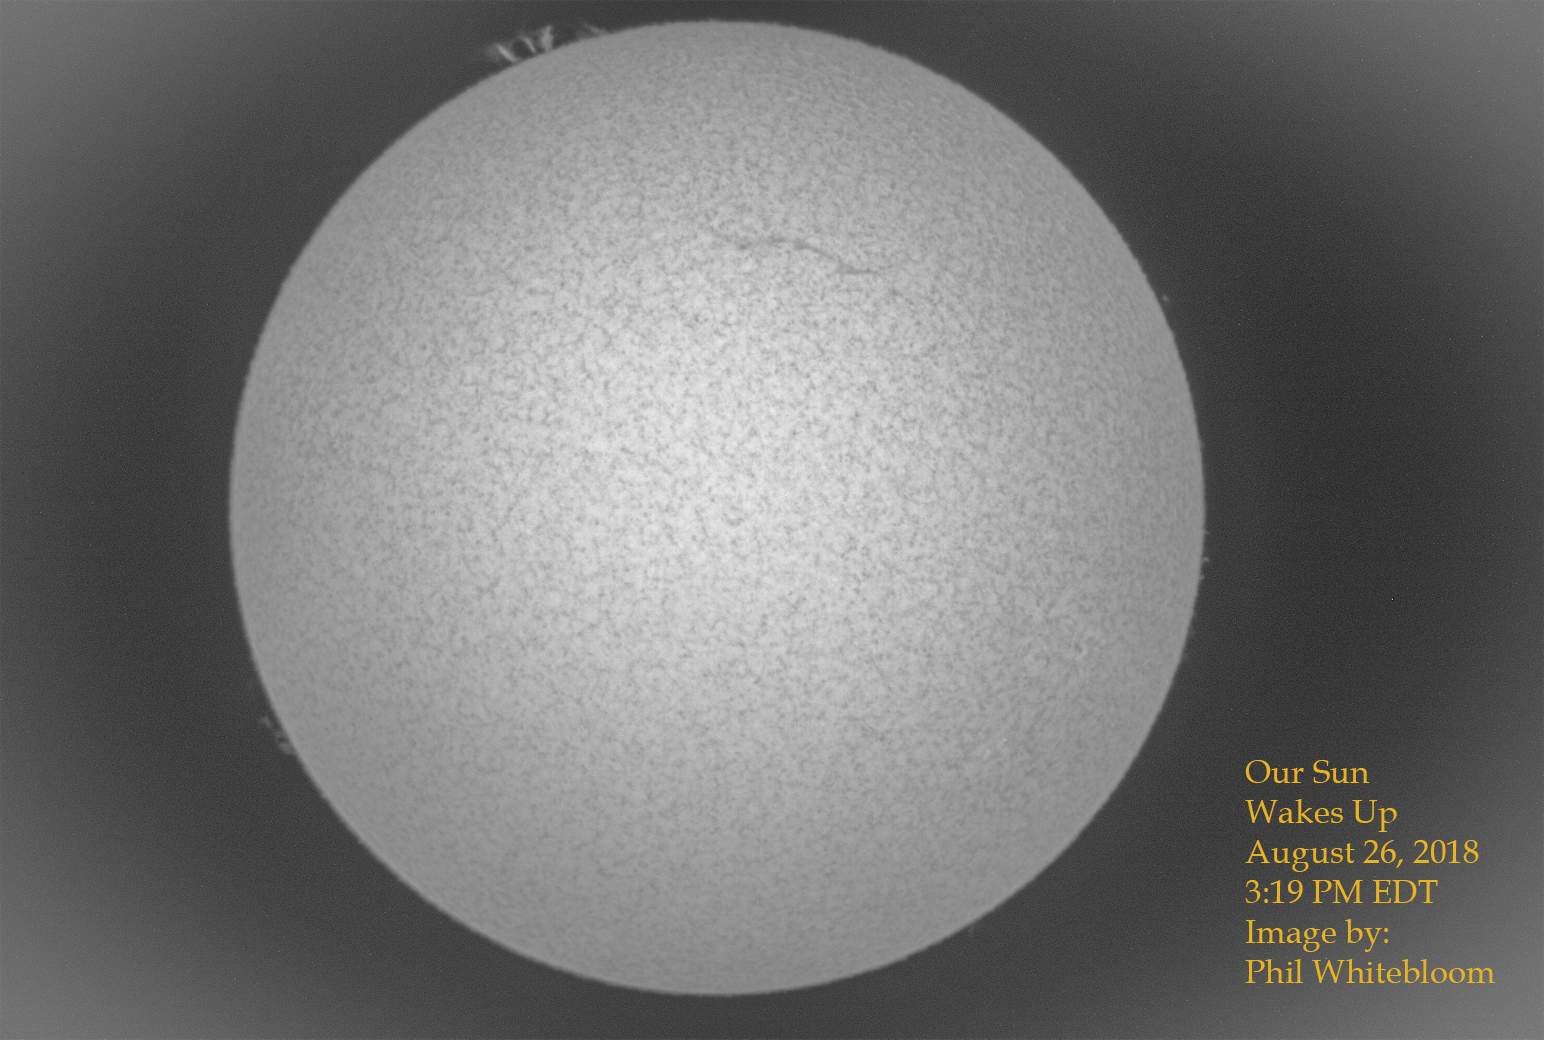 Our Sun
Wakes Up
August 26, 2018
3:19 PM EDT
Image by:
Phil Whitebloom